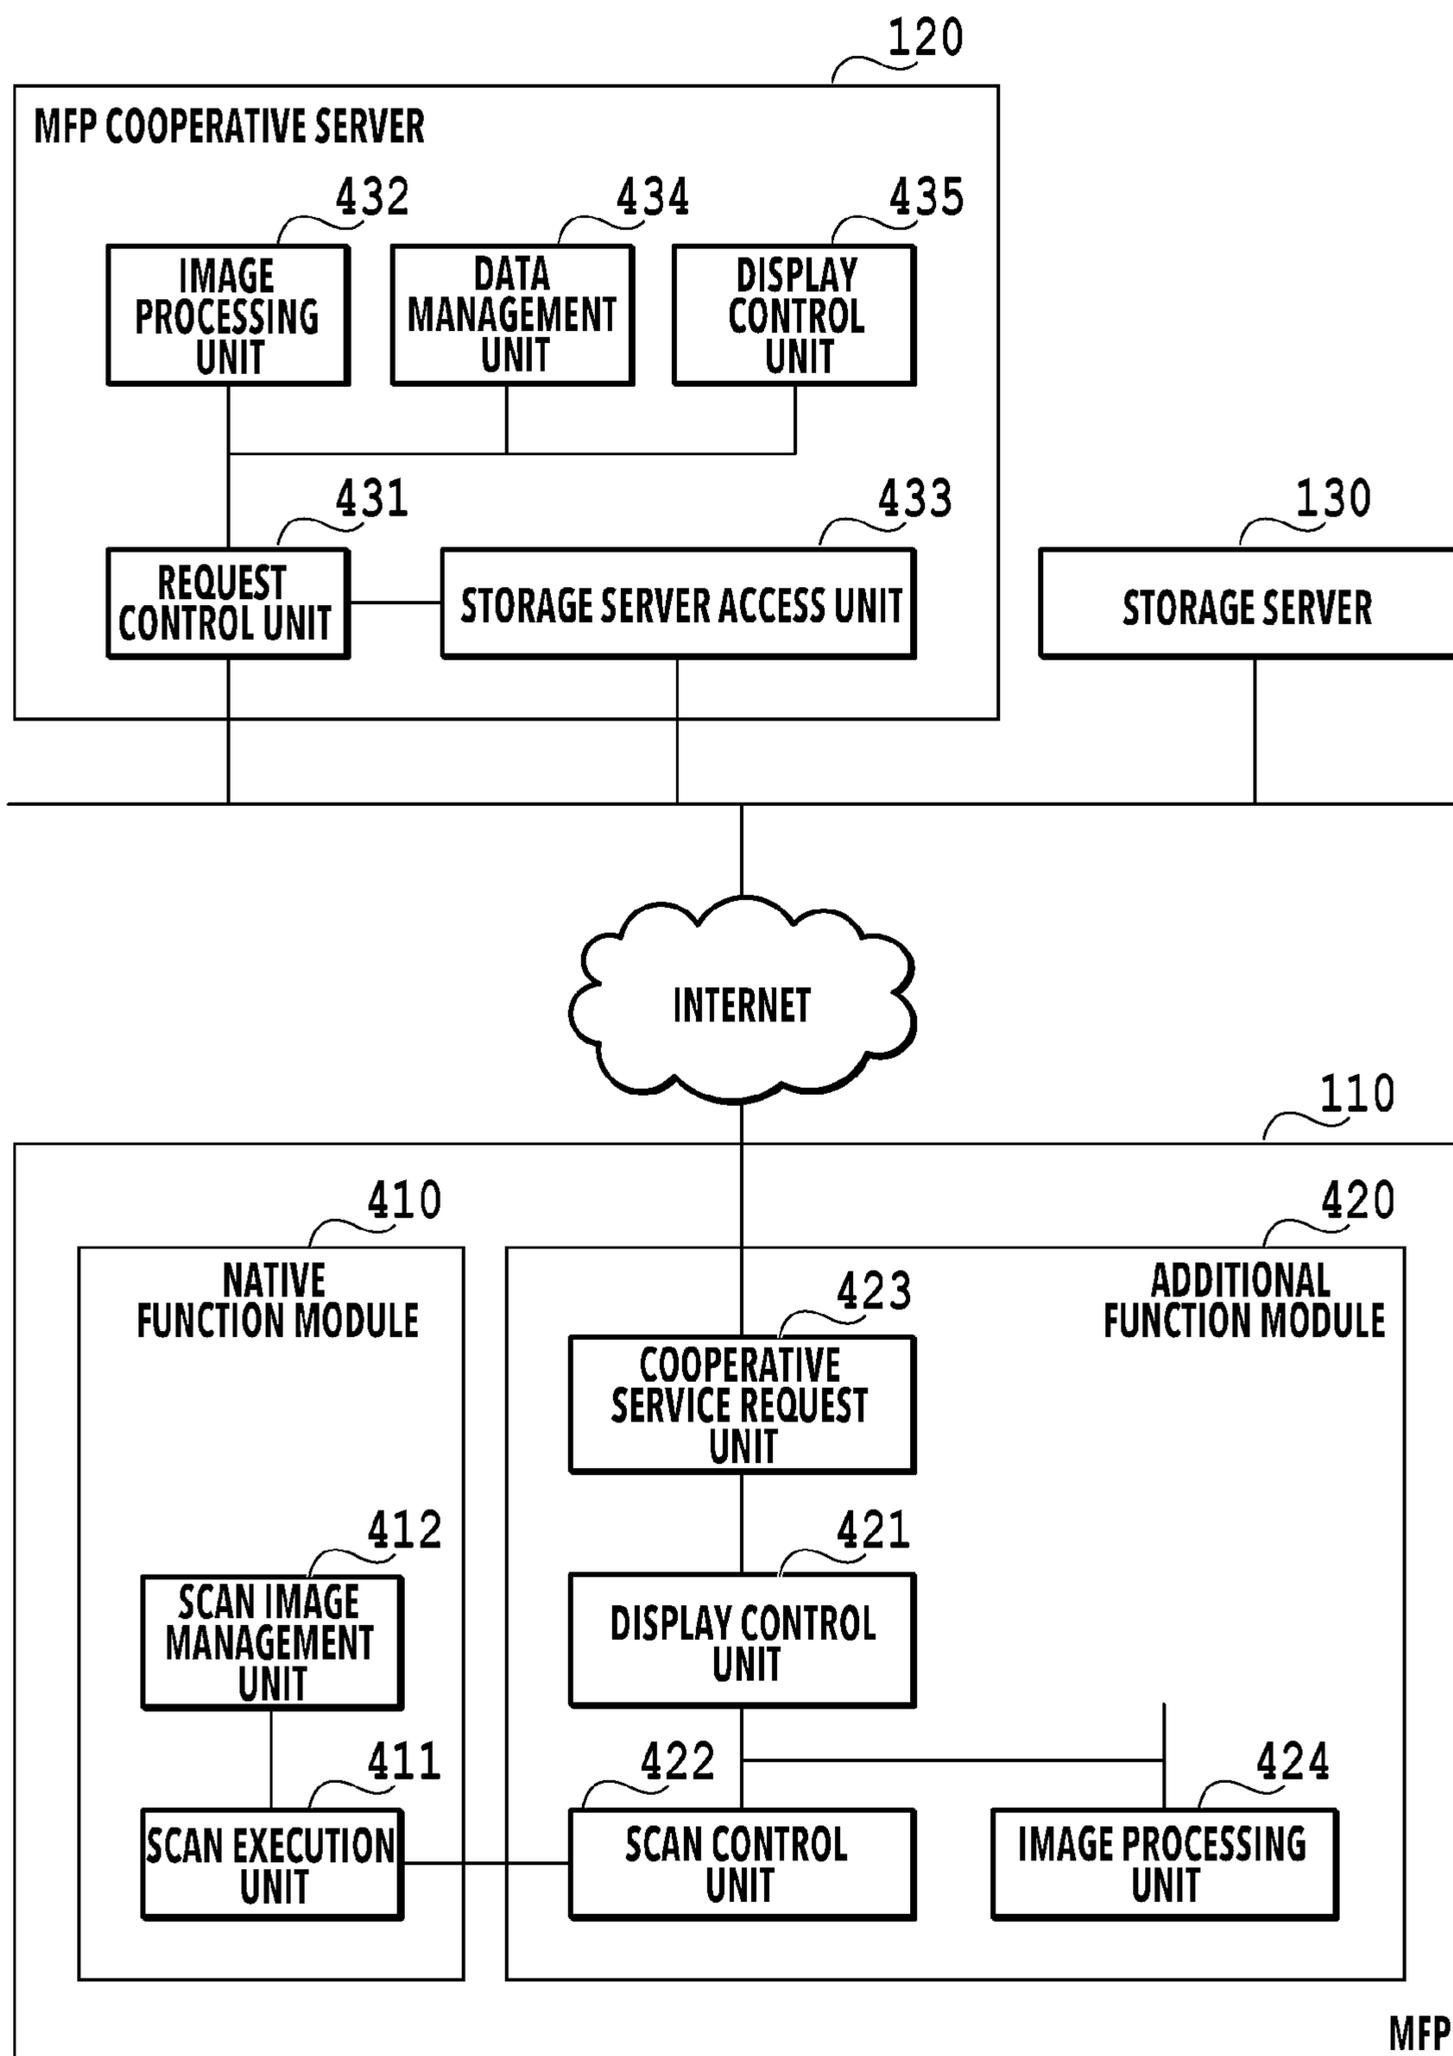 120
MFP COOPERATIVE SERVER
432
434
435
IMAGE
PROCESSING
UNIT
DATA
MANAGEMENT
UNIT
DISPLAY
CONTROL
UNIT
431
433
130
REQUEST
CONTROL UNIT
STORAGE SERVER ACCESS UNIT
STORAGE SERVER
INTERNET
110
410
420
NATIVE
FUNCTION MODULE
ADDITIONAL
FUNCTION MODULE
423
COOPERATIVE
SERVICE REQUEST
UNIT
412
421
SCAN IMAGE
MANAGEMENT
UNIT
DISPLAY CONTROL
UNIT
411
422
424
SCAN EXECUTION
UNIT
SCAN CONTROL
UNIT
IMAGE PROCESSING
UNIT
MFP